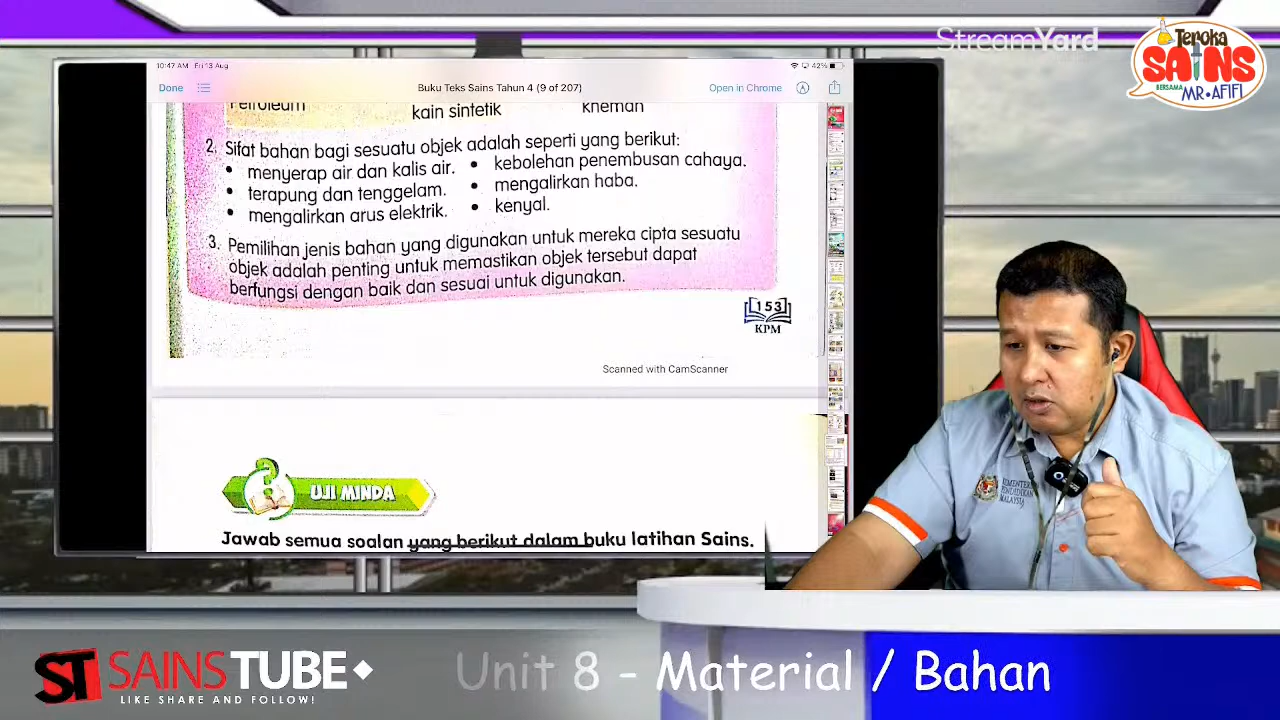 StreamYard
Teroka
SAiNS
BERSAMA
MR•AFIFI
10:47 AM Fri 13 Aug
42%
Done
Buku Teks Sains Tahun 4 (9 of 207)
Open in Chrome
Petroleum
kain sintetik
khemah
2. Sifat bahan bagi sesuatu objek adalah seperti yang berikut:
• menyerap air dan kalis air.
• kebolehan penembusan cahaya.
• terapung dan tenggelam.
• mengalirkan haba.
• mengalirkan arus elektrik.
• kenyal.
3. Pemilihan jenis bahan yang digunakan untuk mereka cipta sesuatu
objek adalah penting untuk memastikan objek tersebut dapat
berfungsi dengan baik dan sesuai untuk digunakan.
153
KPM
Scanned with CamScanner
UJI MINDA
Jawab semua soalan yang berikut dalam buku latihan Sains.
KEMENTERIAN
PENDIDIKAN
MALAYSIA
ST SAINSTUBE
LIKE SHARE AND FOLLOW!
Unit 8 - Material / Bahan